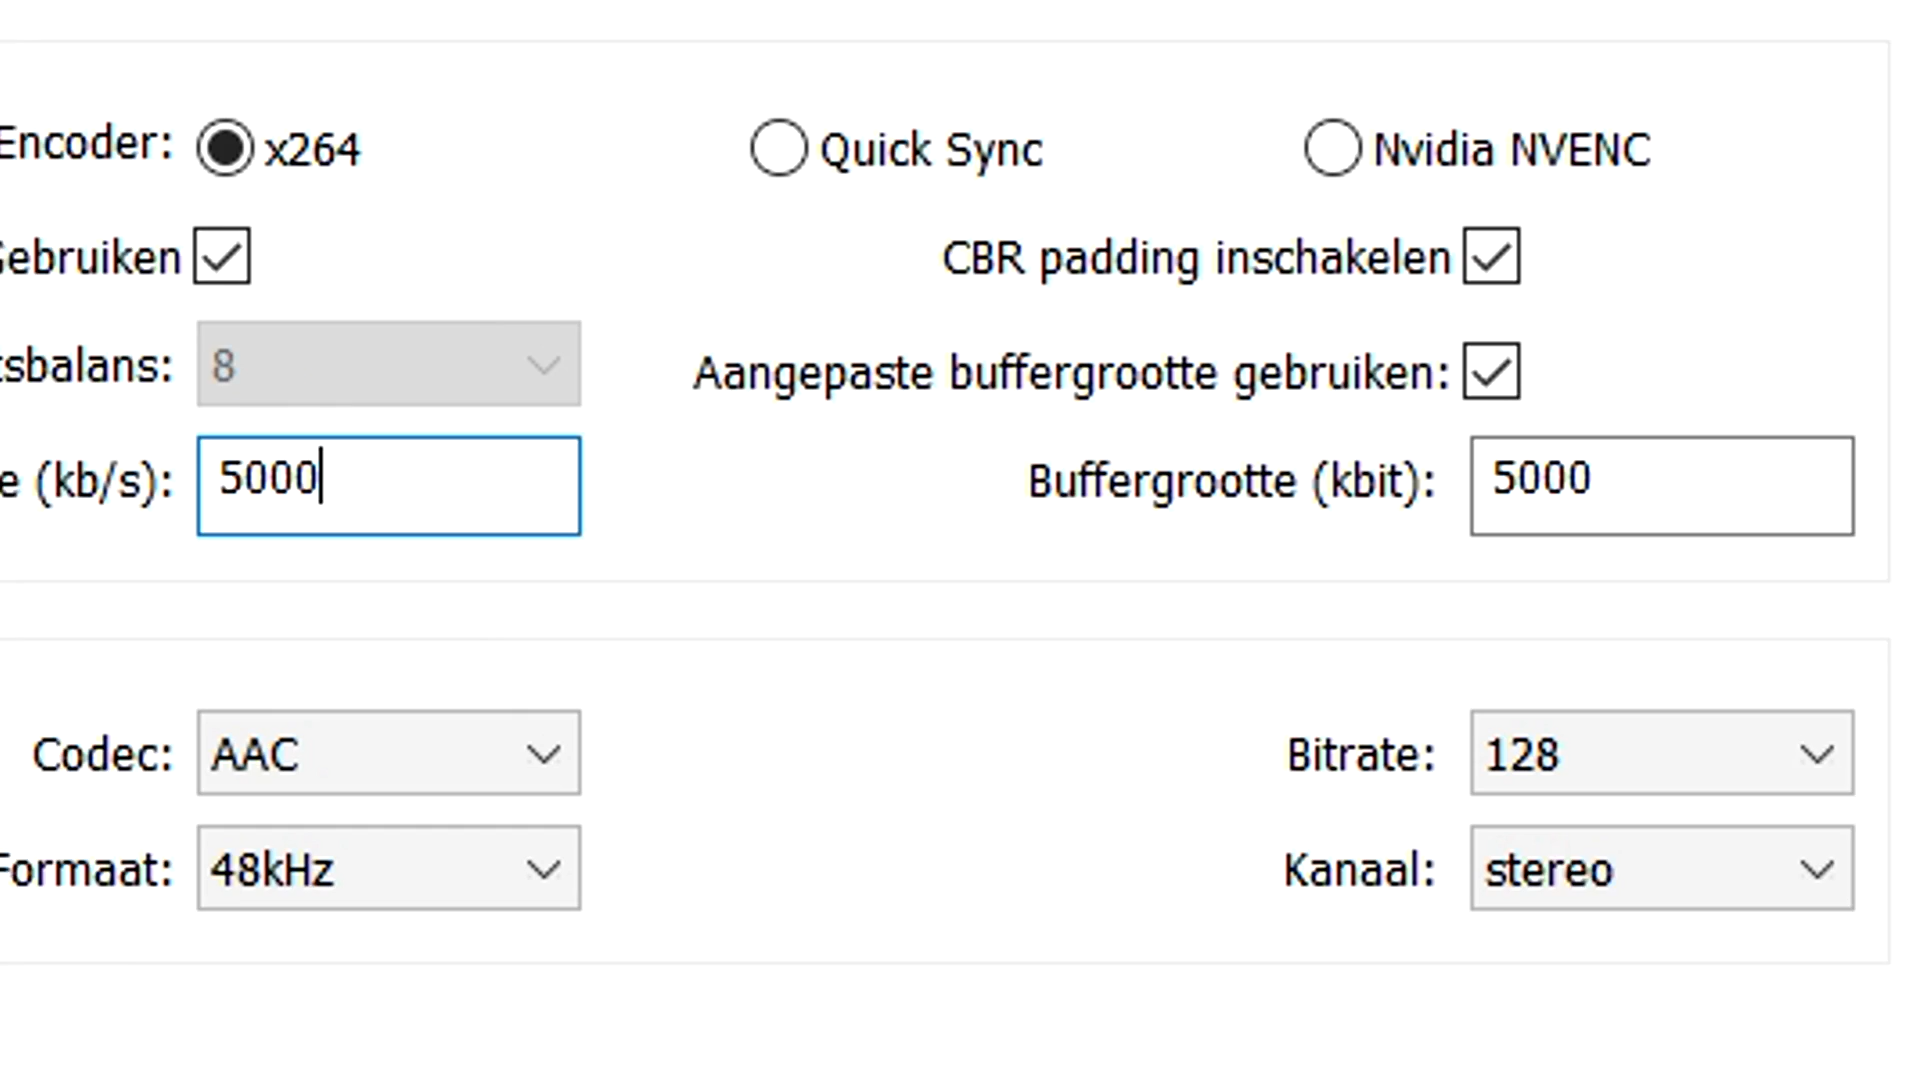 Encoder: x264 Quick Sync Nvidia NVENC
Gebruiken CBR padding inschakelen
tsbalans: 8 Aangepaste buffergrootte gebruiken:
e (kb/s): 5000 Buffergrootte (kbit): 5000
Codec: AAC Bitrate: 128
Formaat: 48kHz Kanaal: stereo